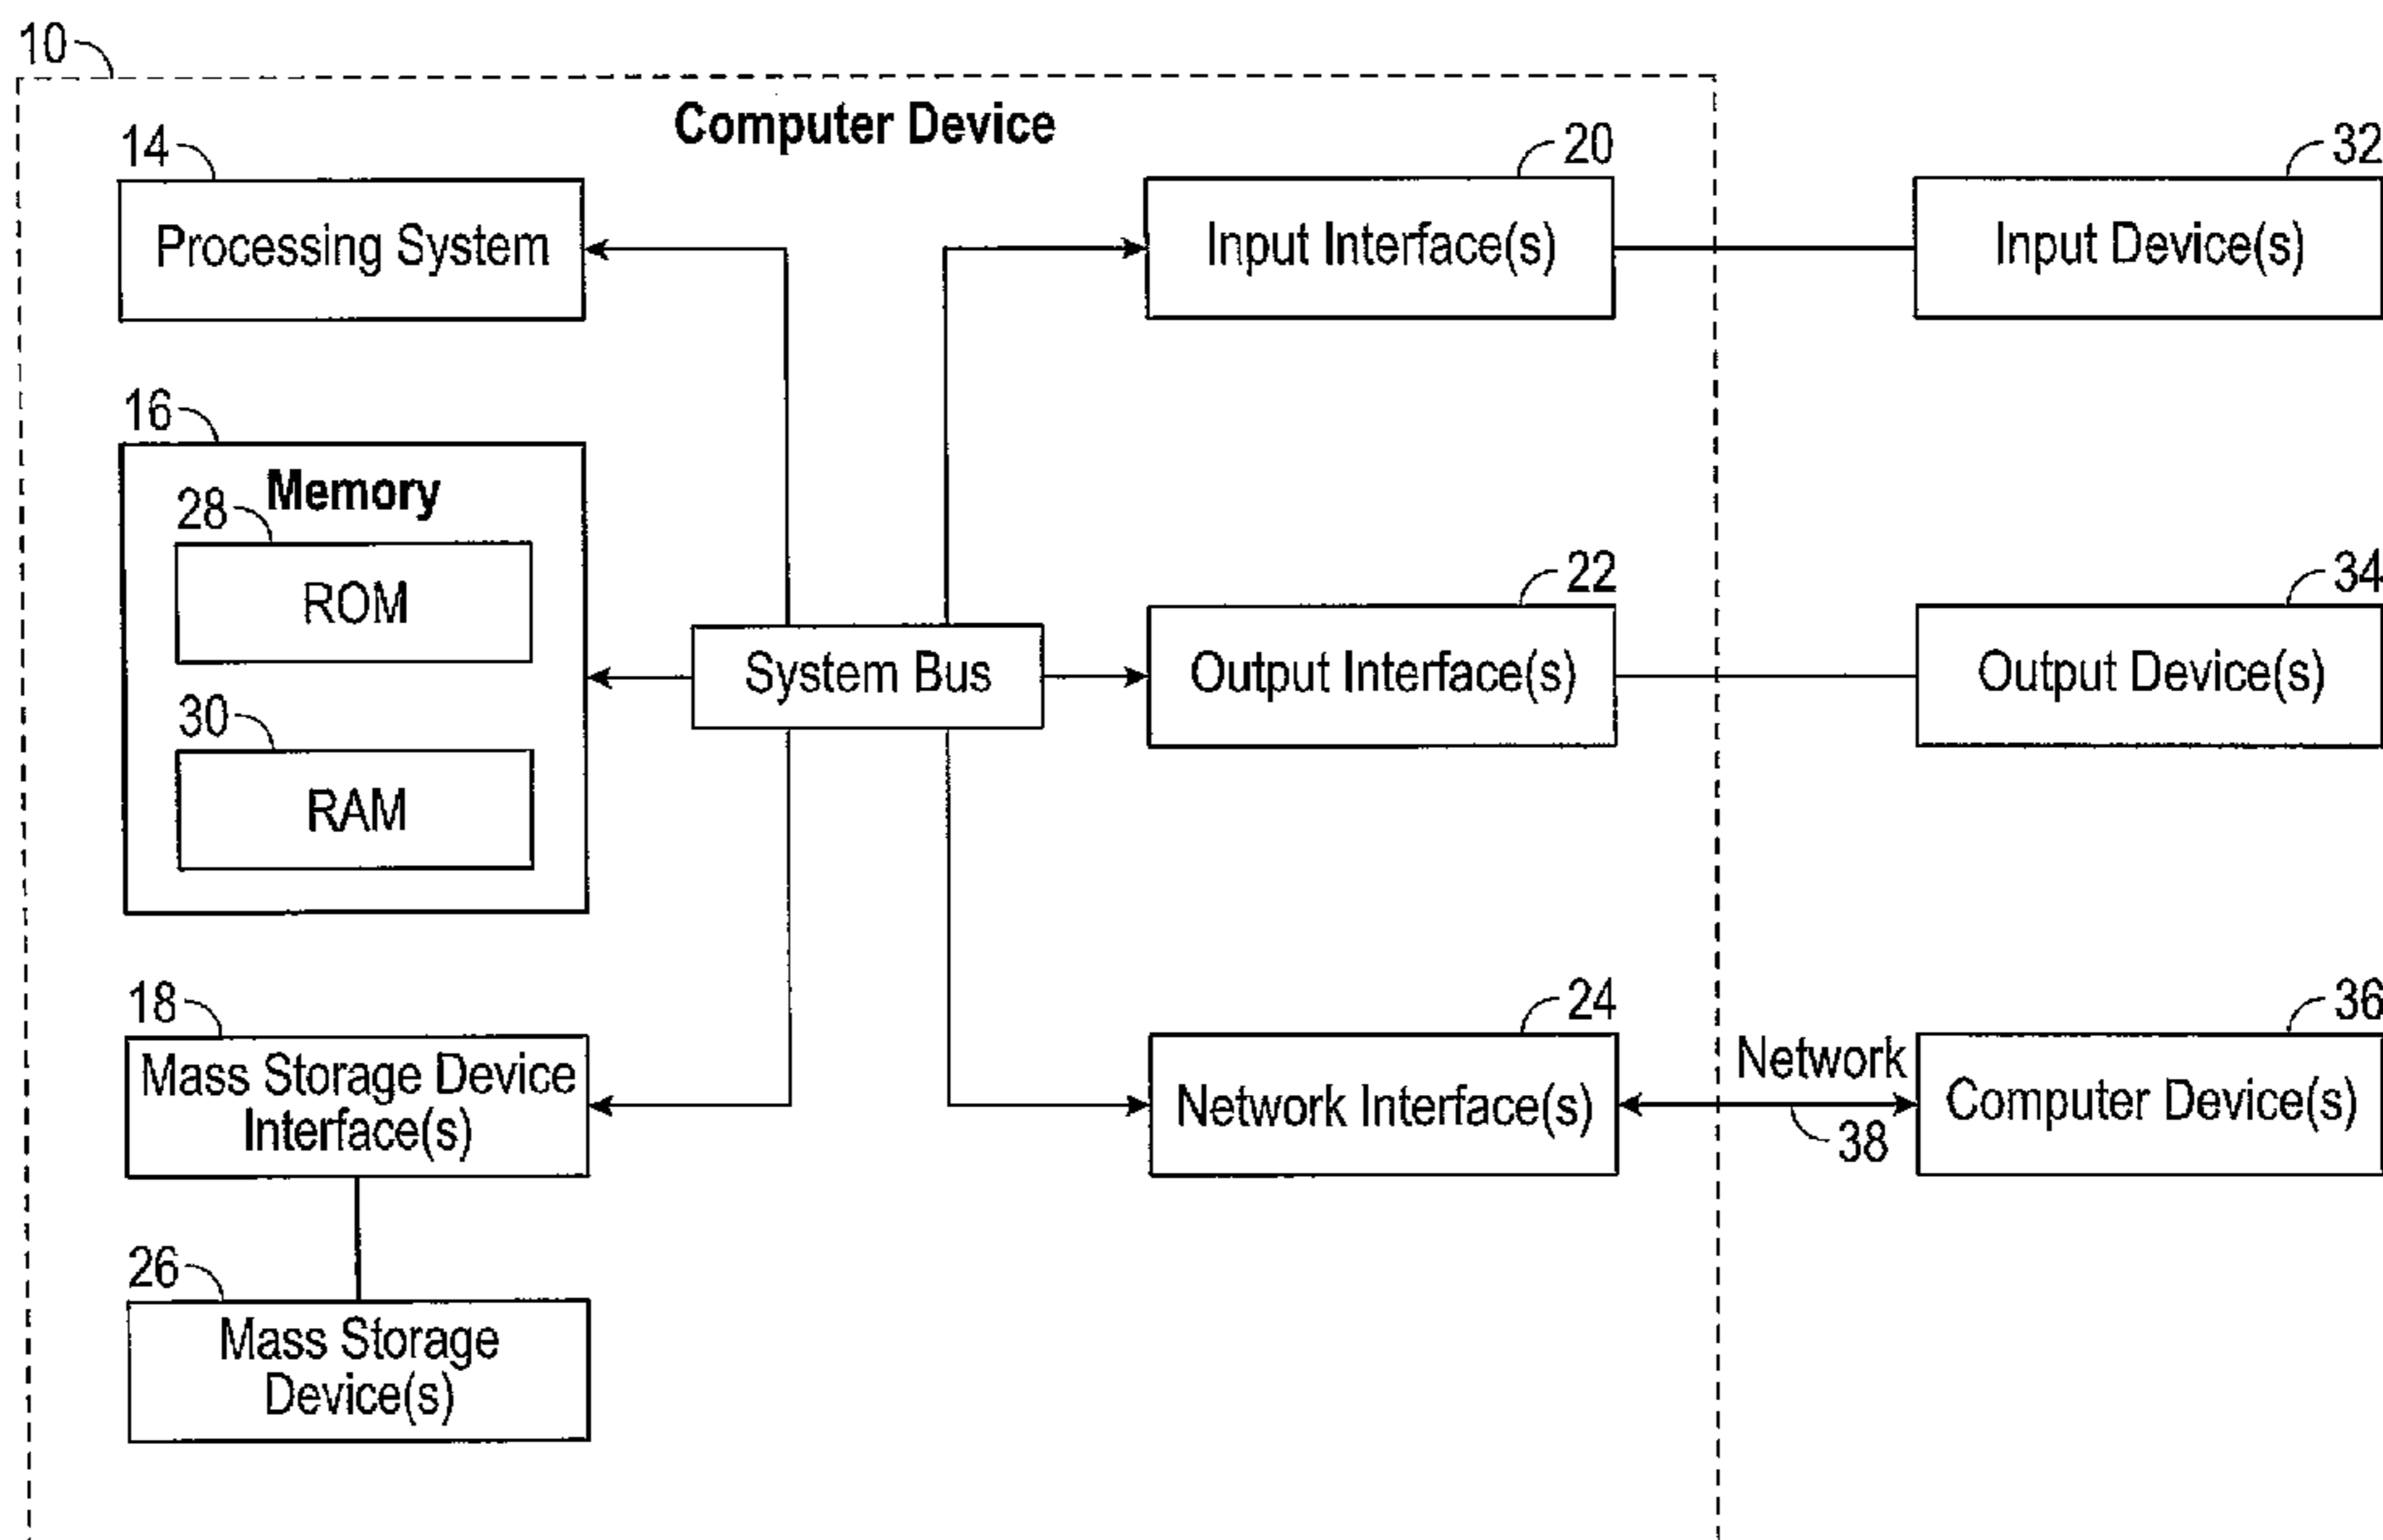 10
Computer Device
14
Processing System
20
Input Interface(s)
32
Input Device(s)
16
Memory
28
ROM
30
RAM
System Bus
22
Output Interface(s)
34
Output Device(s)
18
Mass Storage Device
Interface(s)
24
Network Interface(s)
Network
38
36
Computer Device(s)
26
Mass Storage
Device(s)